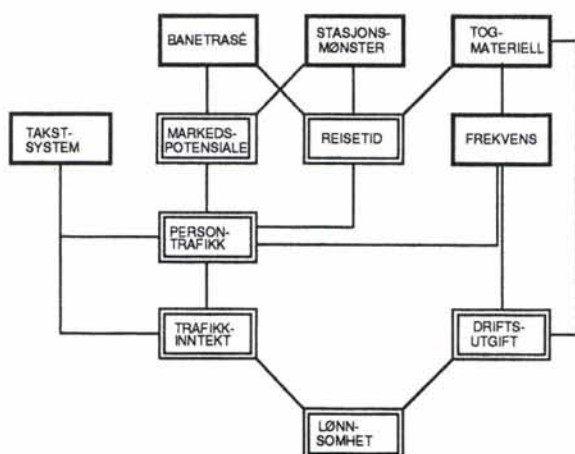 BANETRASÉ
STASJONS-
MØNSTER
TOG-
MATERIELL
TAKST-
SYSTEM
MARKEDS-
POTENSIALE
REISETID
FREKVENS
PERSON-
TRAFIKK
TRAFIKK-
INNTEKT
DRIFTS-
UTGIFT
LØNN-
SOMHET